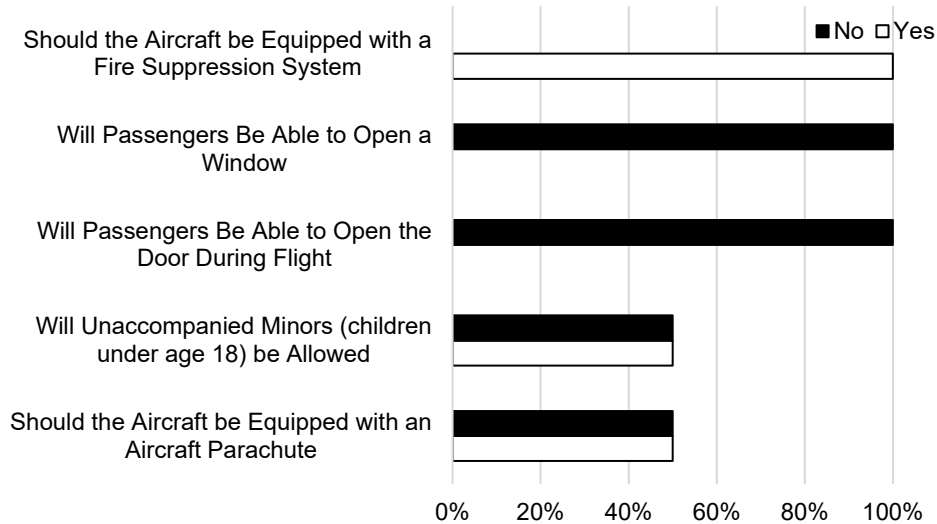 No Yes
Should the Aircraft be Equipped with a
Fire Suppression System
Will Passengers Be Able to Open a
Window
Will Passengers Be Able to Open the
Door During Flight
Will Unaccompanied Minors (children
under age 18) be Allowed
Should the Aircraft be Equipped with an
Aircraft Parachute
0% 20% 40% 60% 80% 100%